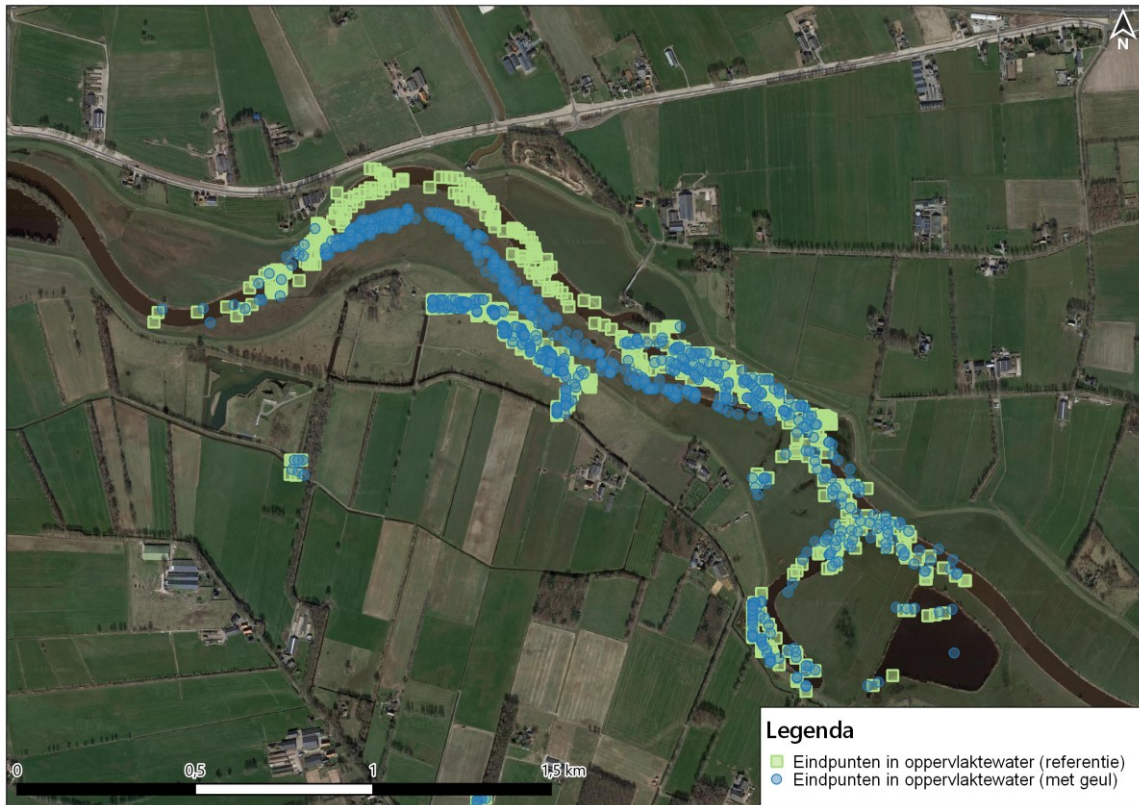 N
0
0,5
1
1,5 km
Legenda
Eindpunten in oppervlaktewater (referentie)
Eindpunten in oppervlaktewater (met geul)